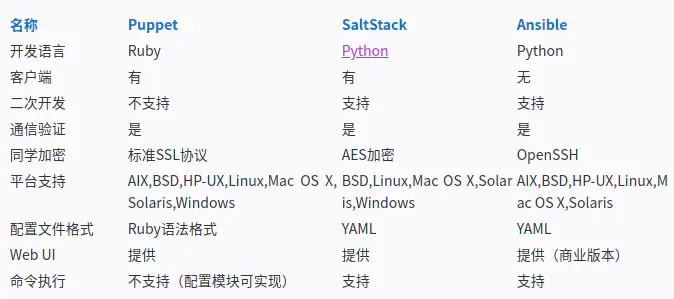 名称 Puppet SaltStack Ansible
开发语言 Ruby Python Python
客户端 有 有 无
二次开发 不支持 支持 支持
通信验证 是 是 是
同学加密 标准SSL协议 AES加密 OpenSSH
平台支持 AIX,BSD,HP-UX,Linux,Mac OS X, BSD,Linux,Mac OS X,Solar AIX,BSD,HP-UX,Linux,M
Solaris,Windows is,Windows ac OS X,Solaris
配置文件格式 Ruby语法格式 YAML YAML
Web UI 提供 提供 提供（商业版本）
命令执行 不支持（配置模块可实现） 支持 支持